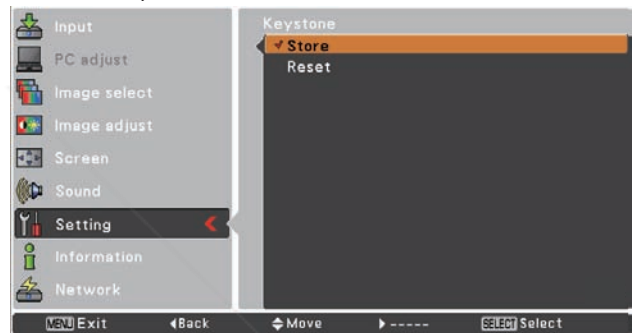 Input
PC adjust
Image select
Image adjust
Screen
Sound
Setting
Information
Network
Keystone
Store
Reset
MENU Exit
Back
Move
-----
SELECT Select